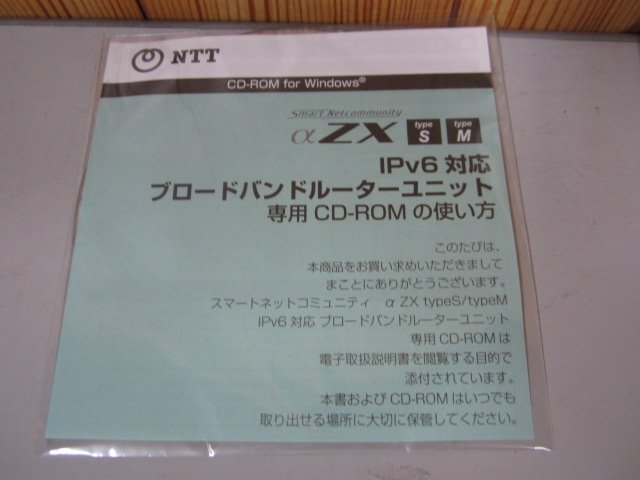 NTT
CD-ROM for Windows®
Smart Netcommunity
αZX type S type M
IPv6 対応
ブロードバンドルーターユニット
専用 CD-ROM の使い方
このたびは、
本商品をお買い求めいただきまして
まことにありがとうございます。
スマートネットコミュニティ α ZX typeS/typeM
IPv6 対応 ブロードバンドルーターユニット
専用 CD-ROM は
電子取扱説明書を閲覧する目的で
添付されています。
本書および CD-ROM はいつでも
取り出せる場所に大切に保管してください。